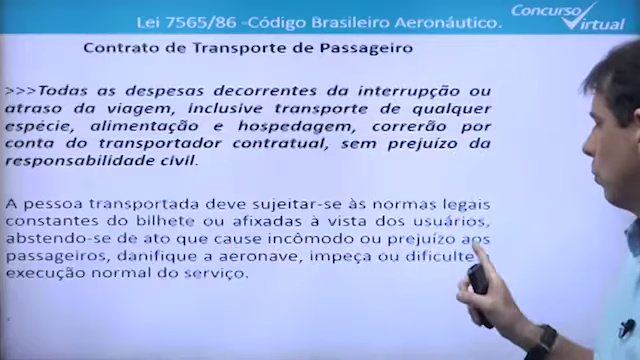 Lei 7565/86 -Código Brasileiro Aeronáutico.
Concurso
Virtual
Contrato de Transporte de Passageiro
>>>Todas as despesas decorrentes da interrupção ou
atraso da viagem, inclusive transporte de qualquer
espécie, alimentação e hospedagem, correrão por
conta do transportador contratual, sem prejuízo da
responsabilidade civil.
A pessoa transportada deve sujeitar-se às normas legais
constantes do bilhete ou afixadas à vista dos usuários,
abstendo-se de ato que cause incômodo ou prejuízo aos
passageiros, danifique a aeronave, impeça ou dificulte
execução normal do serviço.